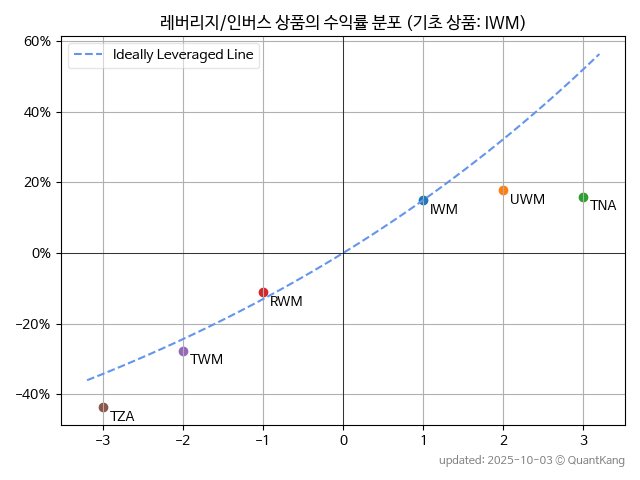 레버리지/인버스 상품의 수익률 분포 (기초 상품: IWM)
60%
40%
20%
0%
−20%
−40%
Ideally Leveraged Line
IWM
UWM
TNA
RWM
TWM
TZA
−3 −2 −1 0 1 2 3
updated: 2025-10-03 © QuantKang